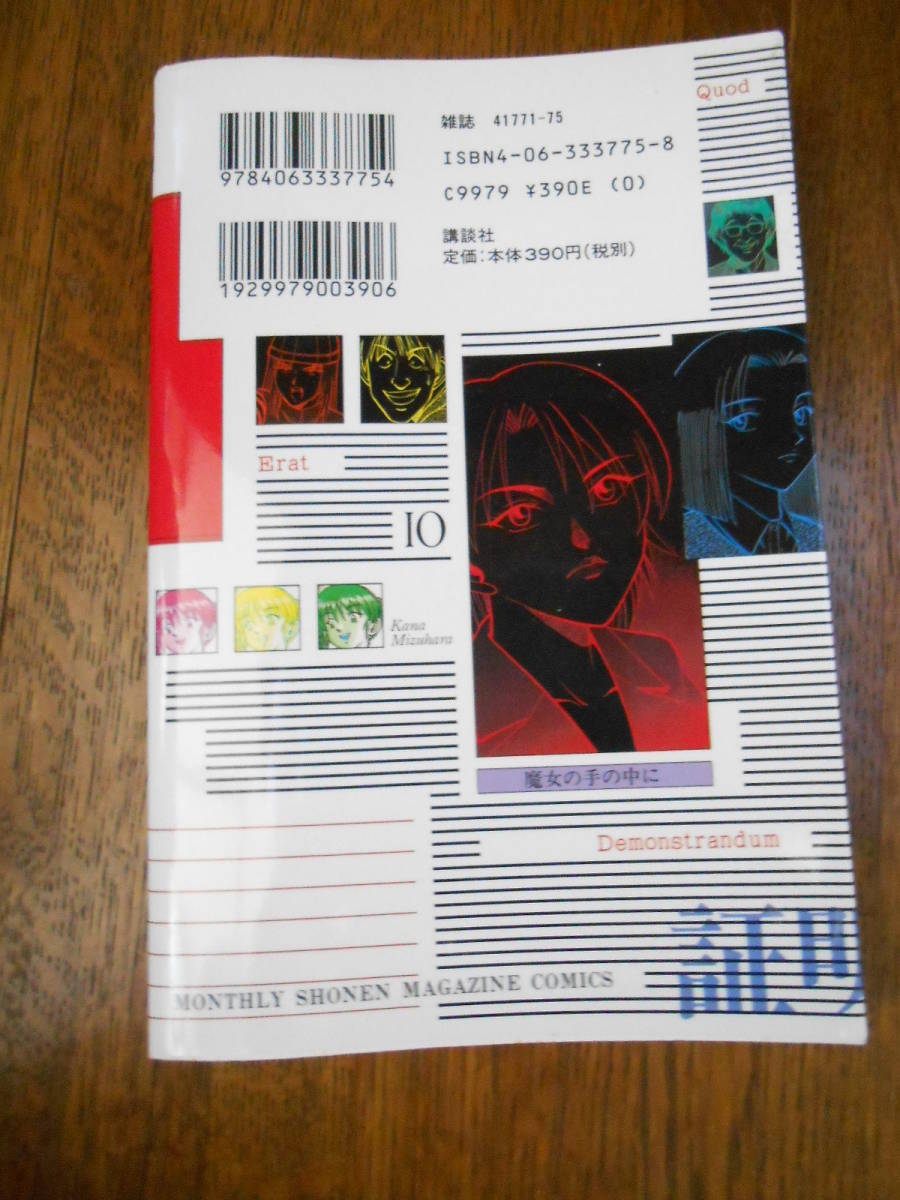 Quod
雑誌 41771-75
ISBN4-06-333775-8
9784063337754
C9979 ¥390E (0)
講談社
定価:本体390円(税別)
1929979003906
Erat
10
Kana
Mizuhara
魔女の手の中に
Demonstrandum
証明
MONTHLY SHONEN MAGAZINE COMICS